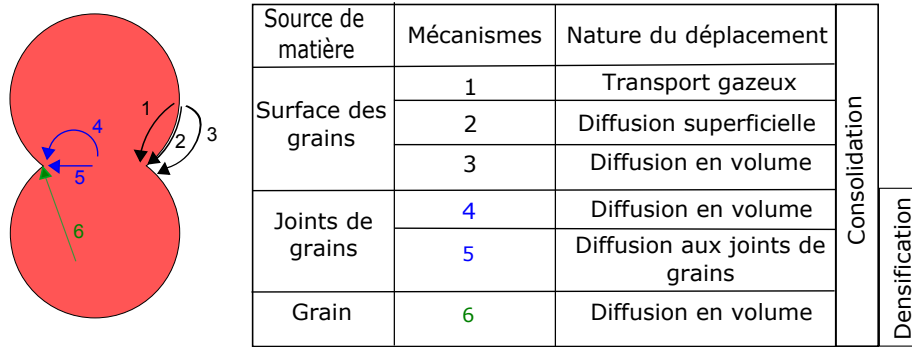 1
2
3
4
5
6
Source de
matière
Mécanismes
Nature du déplacement
Surface des
grains
1
Transport gazeux
2
Diffusion superficielle
3
Diffusion en volume
Joints de
grains
4
Diffusion en volume
5
Diffusion aux joints de
grains
Grain
6
Diffusion en volume
Consolidation
Densification